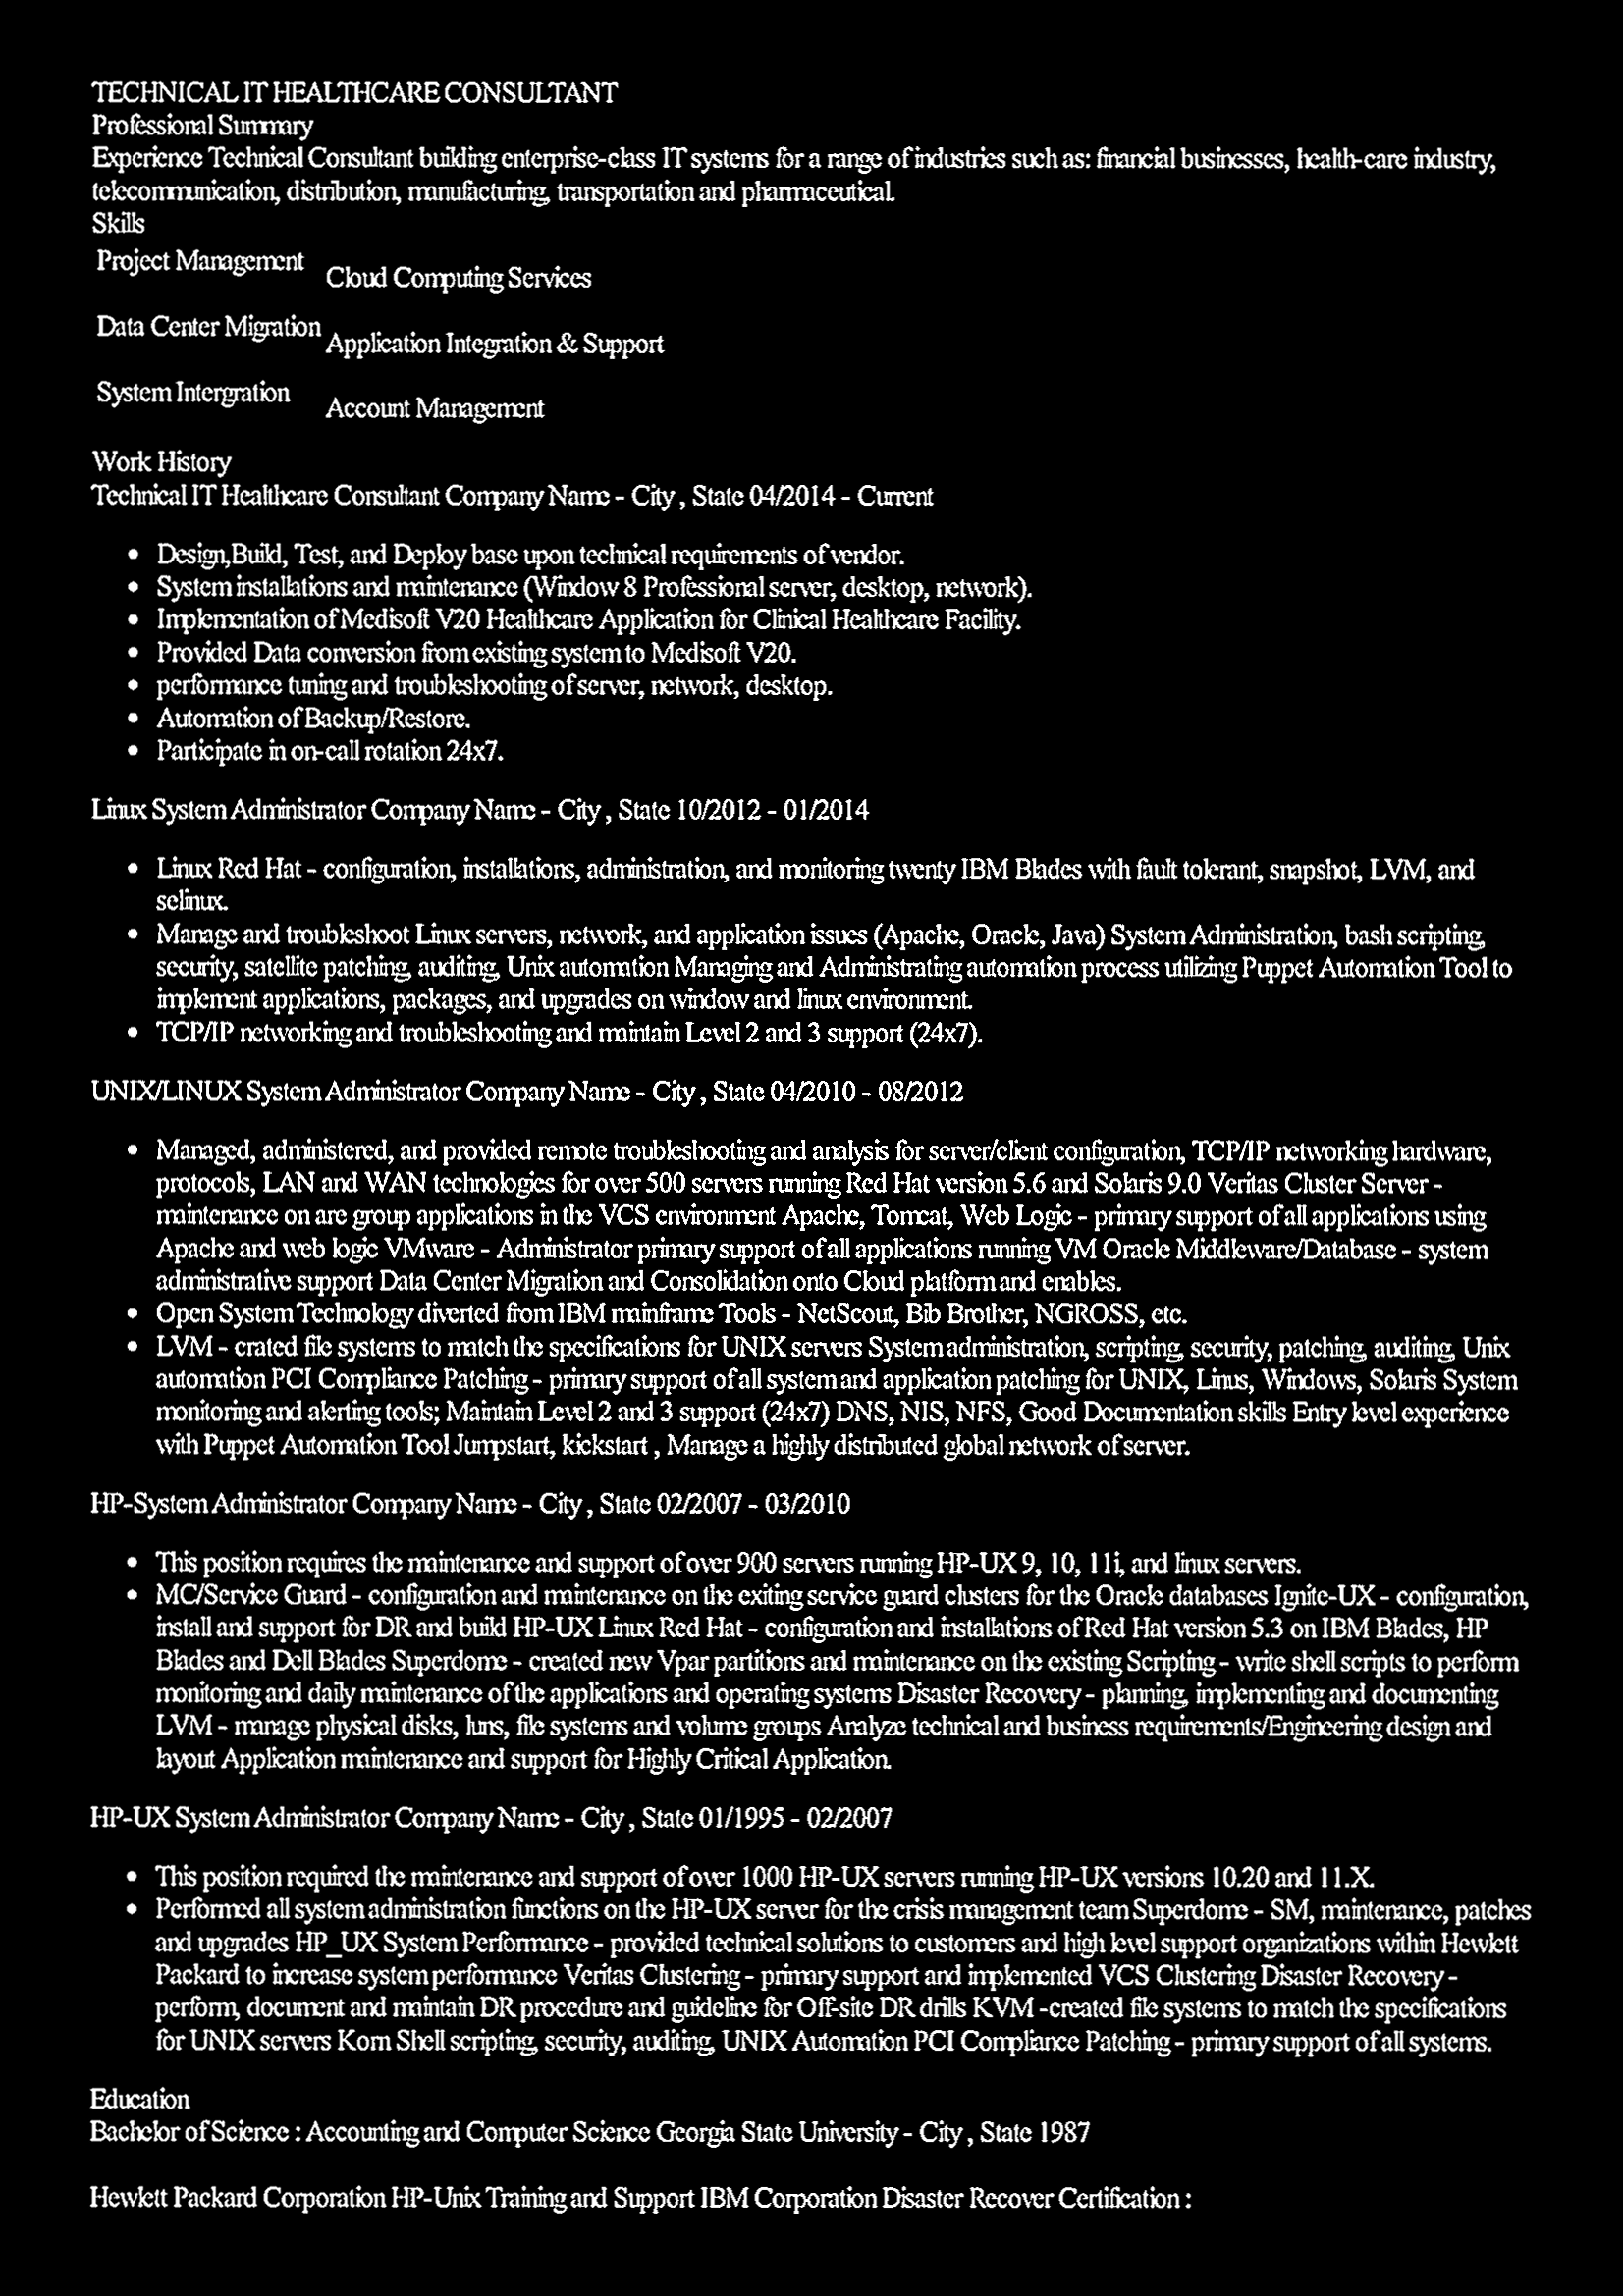 TECHNICAL IT HEALTHCARE CONSULTANT
Professional Summary
Experience Technical Consultant building enterprise-class IT systems for a range of industries such as: financial businesses, health-care industry,
telecommunication, distribution, manufacturing, transportation and pharmaceutical.
Skills
Project Management
Cloud Computing Services
Data Center Migration
Application Integration & Support
System Intergration
Account Management
Work History
Technical IT Healthcare Consultant Company Name - City , State 04/2014 - Current
• Design,Build, Test, and Deploy base upon technical requirements of vendor.
• System installations and maintenance (Window 8 Professional server, desktop, network).
• Implementation of Medisoft V20 Healthcare Application for Clinical Healthcare Facility.
• Provided Data conversion from existing system to Medisoft V20.
• performance tuning and troubleshooting of server, network, desktop.
• Automation of Backup/Restore.
• Participate in on-call rotation 24x7.
Linux System Administrator Company Name - City , State 10/2012 - 01/2014
• Linux Red Hat - configuration, installations, administration, and monitoring twenty IBM Blades with fault tolerant, snapshot, LVM, and
selinux.
• Manage and troubleshoot Linux servers, network, and application issues (Apache, Oracle, Java) System Administration, bash scripting,
security, satellite patching, auditing, Unix automation Managing and Administrating automation process utilizing Puppet Automation Tool to
implement applications, packages, and upgrades on window and linux environment.
• TCP/IP networking and troubleshooting and maintain Level 2 and 3 support (24x7).
UNIX/LINUX System Administrator Company Name - City , State 04/2010 - 08/2012
• Managed, administered, and provided remote troubleshooting and analysis for server/client configuration, TCP/IP networking hardware,
protocols, LAN and WAN technologies for over 500 servers running Red Hat version 5.6 and Solaris 9.0 Veritas Cluster Server -
maintenance on are group applications in the VCS environment Apache, Tomcat, Web Logic - primary support of all applications using
Apache and web logic VMware - Administrator primary support of all applications running VM Oracle Middleware/Database - system
administrative support Data Center Migration and Consolidation onto Cloud platform and enables.
• Open System Technology diverted from IBM mainframe Tools - NetScout, Bib Brother, NGROSS, etc.
• LVM - crated file systems to match the specifications for UNIX servers System administration, scripting, security, patching, auditing, Unix
automation PCI Compliance Patching - primary support of all system and application patching for UNIX, Linus, Windows, Solaris System
monitoring and alerting tools; Maintain Level 2 and 3 support (24x7) DNS, NIS, NFS, Good Documentation skills Entry level experience
with Puppet Automation Tool Jumpstart, kickstart , Manage a highly distributed global network of server.
HP-System Administrator Company Name - City , State 02/2007 - 03/2010
• This position requires the maintenance and support of over 900 servers running HP-UX 9, 10, 11i, and linux servers.
• MC/Service Guard - configuration and maintenance on the exiting service guard clusters for the Oracle databases Ignite-UX - configuration,
install and support for DR and build HP-UX Linux Red Hat - configuration and installations of Red Hat version 5.3 on IBM Blades, HP
Blades and Dell Blades Superdome - created new Vpar partitions and maintenance on the existing Scripting - write shell scripts to perform
monitoring and daily maintenance of the applications and operating systems Disaster Recovery - planning, implementing and documenting
LVM - manage physical disks, luns, file systems and volume groups Analyze technical and business requirements/Engineering design and
layout Application maintenance and support for Highly Critical Application.
HP-UX System Administrator Company Name - City , State 01/1995 - 02/2007
• This position required the maintenance and support of over 1000 HP-UX servers running HP-UX versions 10.20 and 11.X.
• Performed all system administration functions on the HP-UX server for the crisis management team Superdome - SM, maintenance, patches
and upgrades HP_UX System Performance - provided technical solutions to customers and high level support organizations within Hewlett
Packard to increase system performance Veritas Clustering - primary support and implemented VCS Clustering Disaster Recovery -
perform, document and maintain DR procedure and guideline for Off-site DR drills KVM -created file systems to match the specifications
for UNIX servers Korn Shell scripting, security, auditing, UNIX Automation PCI Compliance Patching - primary support of all systems.
Education
Bachelor of Science : Accounting and Computer Science Georgia State University - City , State 1987
Hewlett Packard Corporation HP-Unix Training and Support IBM Corporation Disaster Recover Certification :